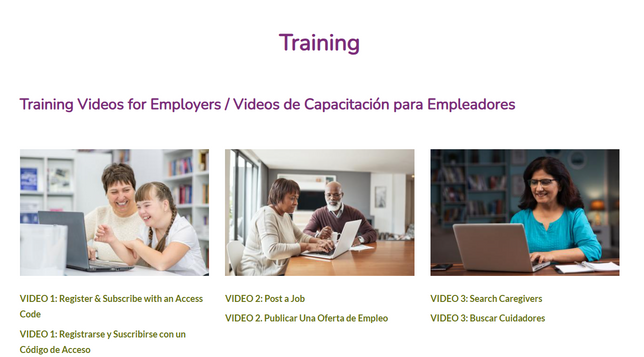 Training
Training Videos for Employers / Videos de Capacitación para Empleadores
VIDEO 1: Register & Subscribe with an Access
Code
VIDEO 1: Registrarse y Suscribirse con un
Código de Acceso
VIDEO 2: Post a Job
VIDEO 2. Publicar Una Oferta de Empleo
VIDEO 3: Search Caregivers
VIDEO 3: Buscar Cuidadores